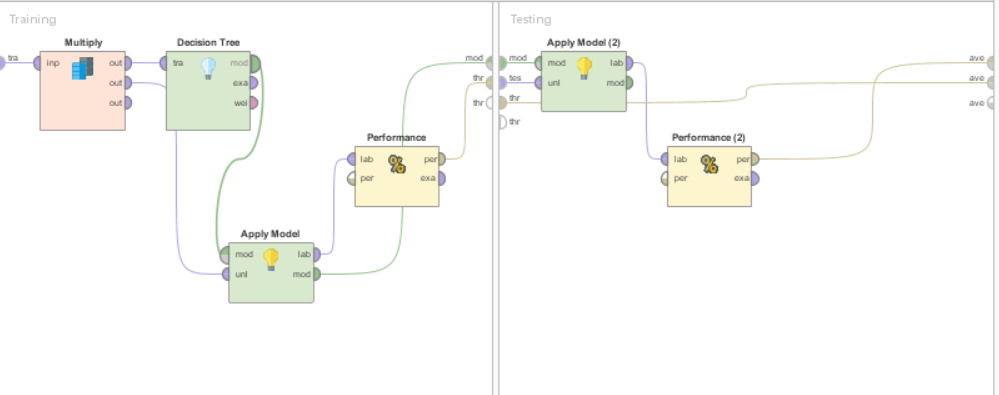 Training
Testing
Multiply
Decision Tree
Apply Model (2)
tra
inp
out
out
out
tra
mod
exa
wei
mod
thr
thr
mod
tes
thr
thr
mod
unl
lab
mod
ave
ave
ave
Performance
lab
per
per
exa
Performance (2)
lab
per
per
exa
Apply Model
mod
unl
lab
mod